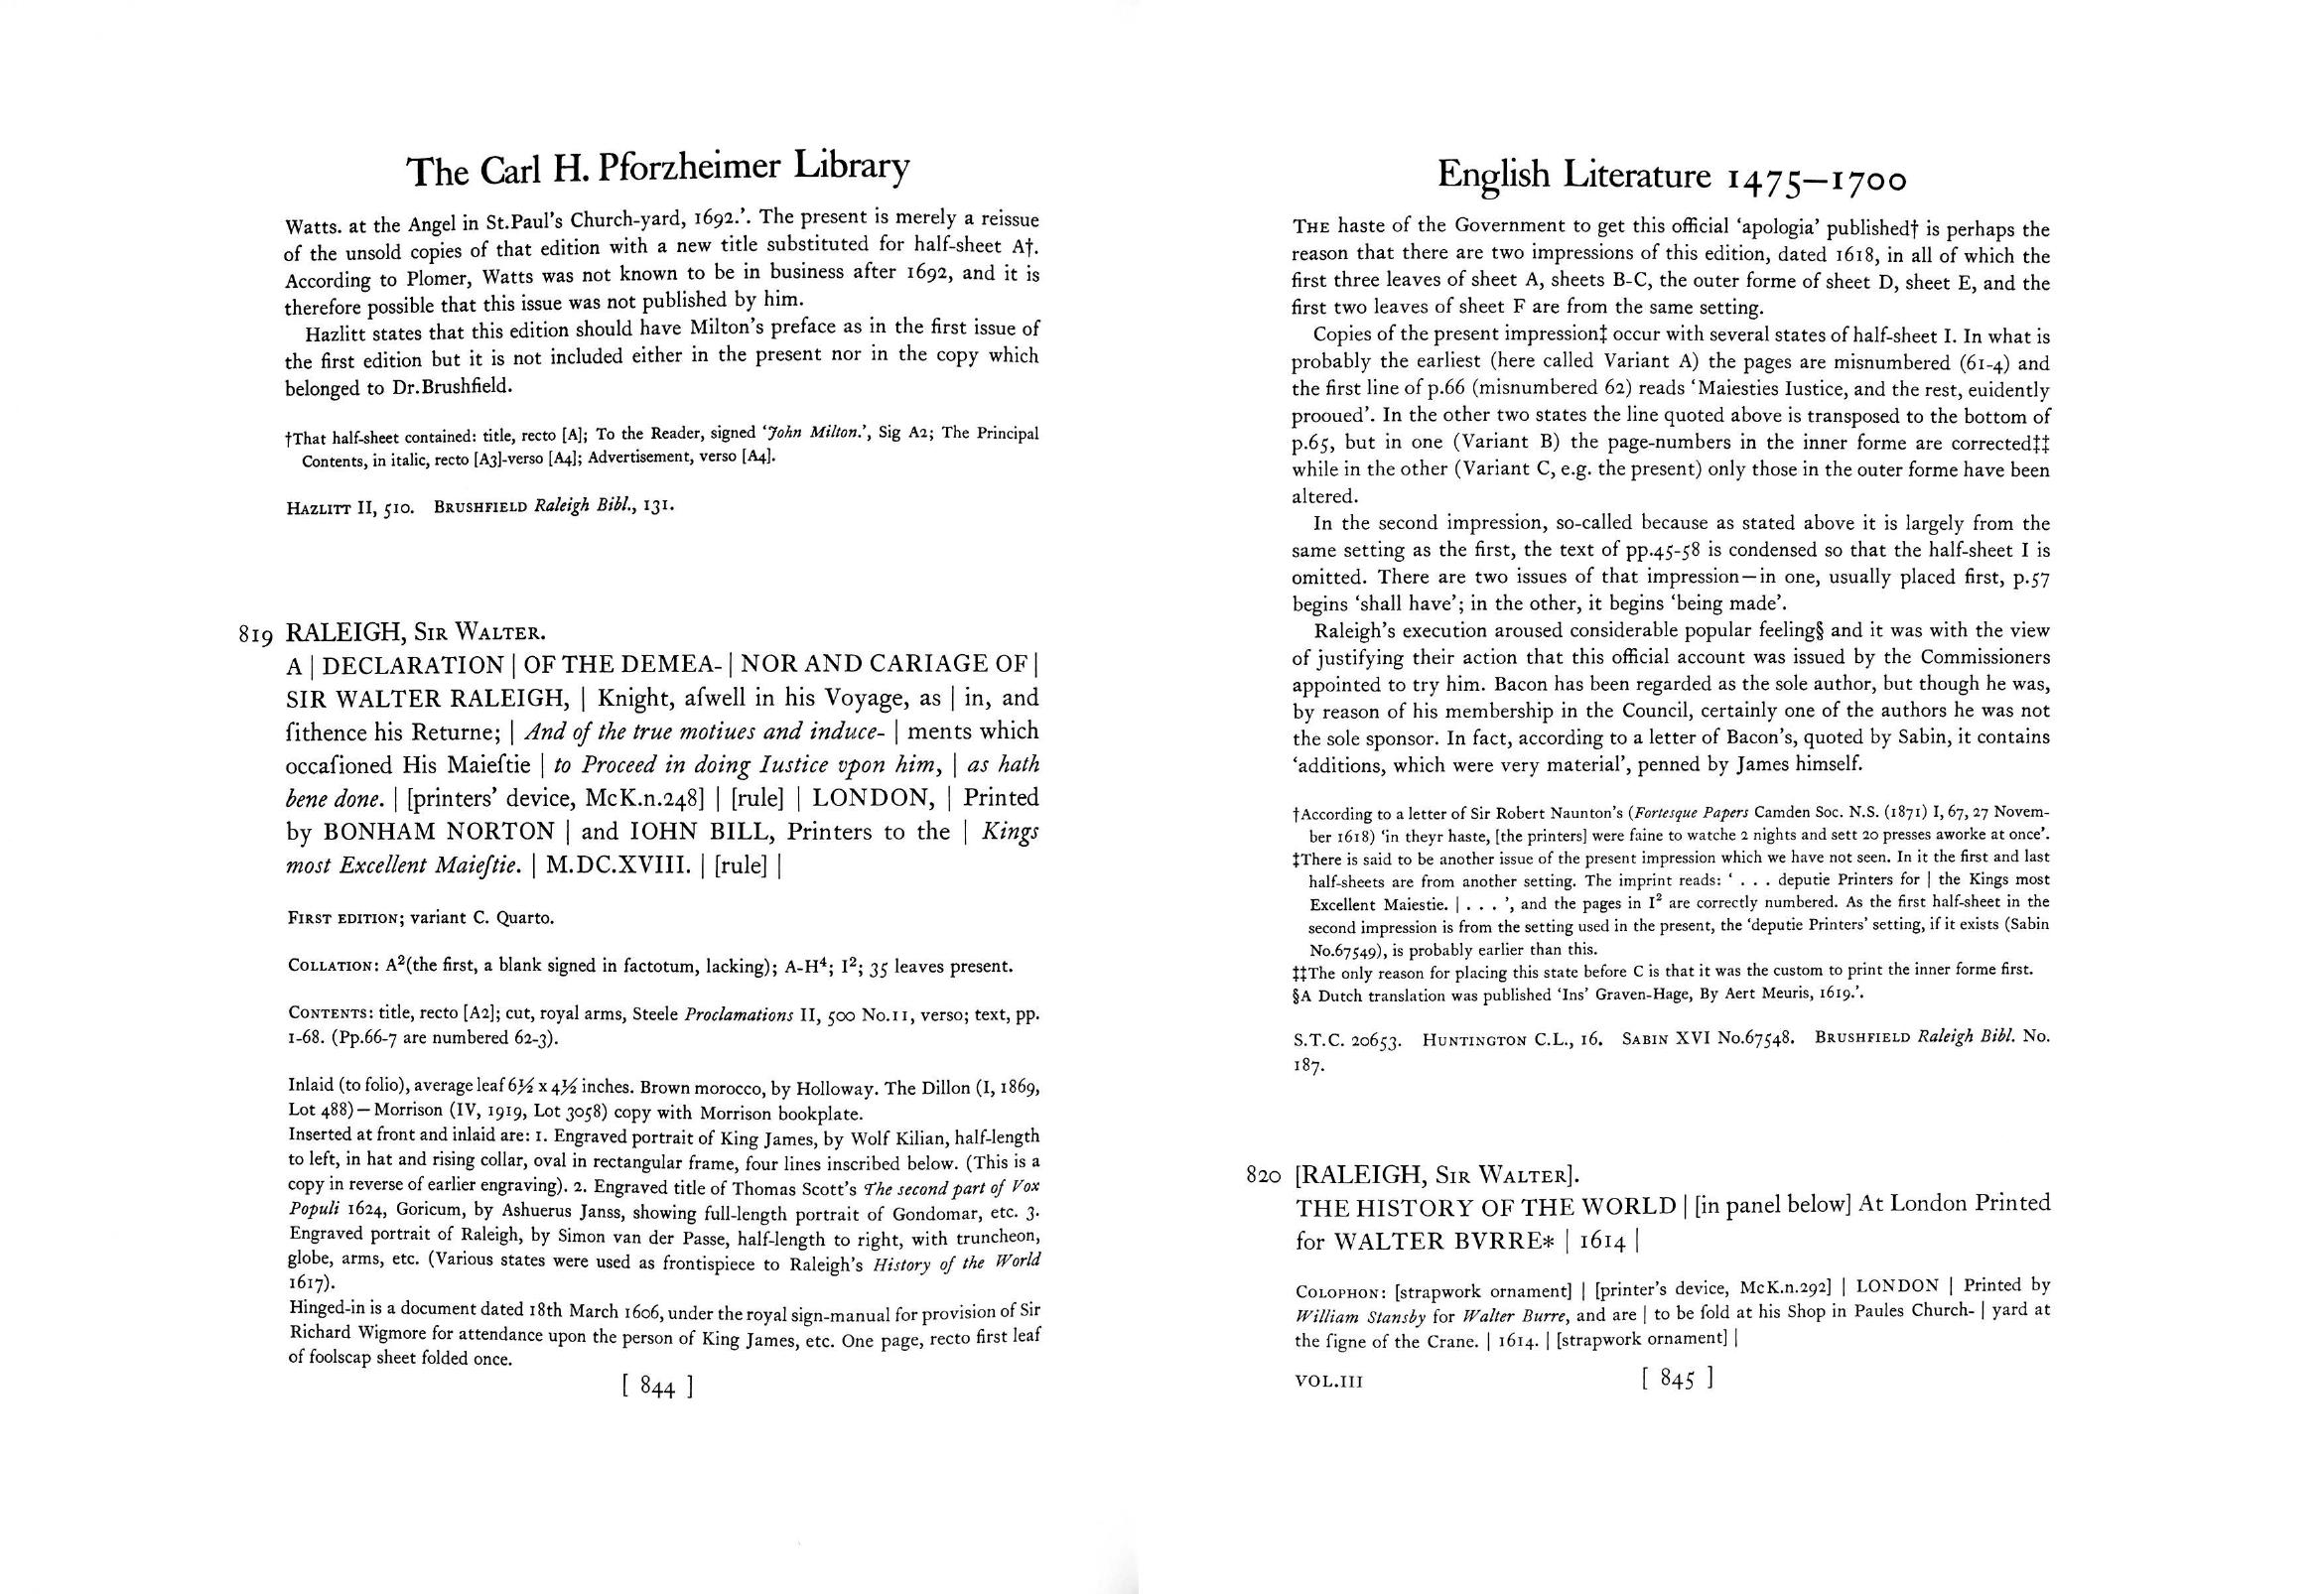 The Carl H. Pforzheimer Library
Watts. at the Angel in St.Paul's Church-yard, 1692.'. The present is merely a reissue
of the unsold copies of that edition with a new title substituted for half-sheet A†.
According to Plomer, Watts was not known to be in business after 1692, and it is
therefore possible that this issue was not published by him.
Hazlitt states that this edition should have Milton's preface as in the first issue of
the first edition but it is not included either in the present nor in the copy which
belonged to Dr.Brushfield.
†That half-sheet contained: title, recto [A]; To the Reader, signed 'John Milton.', Sig A2; The Principal
Contents, in italic, recto [A3]-verso [A4]; Advertisement, verso [A4].
HAZLITT II, 510. BRUSHFIELD Raleigh Bibl., 131.
819 RALEIGH, SIR WALTER.
A | DECLARATION | OF THE DEMEA- | NOR AND CARIAGE OF |
SIR WALTER RALEIGH, | Knight, aſwell in his Voyage, as | in, and
ſithence his Returne; | And of the true motiues and induce- | ments which
occaſioned His Maieſtie | to Proceed in doing Iustice vpon him, | as hath
bene done. | [printers' device, McK.n.248] | [rule] | LONDON, | Printed
by BONHAM NORTON | and IOHN BILL, Printers to the | Kings
most Excellent Maieſtie. | M.DC.XVIII. | [rule] |
FIRST EDITION; variant C. Quarto.
COLLATION: A²(the first, a blank signed in factotum, lacking); A-H⁴; I²; 35 leaves present.
CONTENTS: title, recto [A2]; cut, royal arms, Steele Proclamations II, 500 No.11, verso; text, pp.
1-68. (Pp.66-7 are numbered 62-3).
Inlaid (to folio), average leaf 6½ x 4½ inches. Brown morocco, by Holloway. The Dillon (I, 1869,
Lot 488)—Morrison (IV, 1919, Lot 3058) copy with Morrison bookplate.
Inserted at front and inlaid are: 1. Engraved portrait of King James, by Wolf Kilian, half-length
to left, in hat and rising collar, oval in rectangular frame, four lines inscribed below. (This is a
copy in reverse of earlier engraving). 2. Engraved title of Thomas Scott's The second part of Vox
Populi 1624, Goricum, by Ashuerus Janss, showing full-length portrait of Gondomar, etc. 3.
Engraved portrait of Raleigh, by Simon van der Passe, half-length to right, with truncheon,
globe, arms, etc. (Various states were used as frontispiece to Raleigh's History of the World
1617).
Hinged-in is a document dated 18th March 1606, under the royal sign-manual for provision of Sir
Richard Wigmore for attendance upon the person of King James, etc. One page, recto first leaf
of foolscap sheet folded once.
[ 844 ]
English Literature 1475—1700
THE haste of the Government to get this official 'apologia' published† is perhaps the
reason that there are two impressions of this edition, dated 1618, in all of which the
first three leaves of sheet A, sheets B-C, the outer forme of sheet D, sheet E, and the
first two leaves of sheet F are from the same setting.
Copies of the present impression‡ occur with several states of half-sheet I. In what is
probably the earliest (here called Variant A) the pages are misnumbered (61-4) and
the first line of p.66 (misnumbered 62) reads 'Maiesties Iustice, and the rest, euidently
prooued'. In the other two states the line quoted above is transposed to the bottom of
p.65, but in one (Variant B) the page-numbers in the inner forme are corrected‡‡
while in the other (Variant C, e.g. the present) only those in the outer forme have been
altered.
In the second impression, so-called because as stated above it is largely from the
same setting as the first, the text of pp.45-58 is condensed so that the half-sheet I is
omitted. There are two issues of that impression—in one, usually placed first, p.57
begins 'shall have'; in the other, it begins 'being made'.
Raleigh's execution aroused considerable popular feeling§ and it was with the view
of justifying their action that this official account was issued by the Commissioners
appointed to try him. Bacon has been regarded as the sole author, but though he was,
by reason of his membership in the Council, certainly one of the authors he was not
the sole sponsor. In fact, according to a letter of Bacon's, quoted by Sabin, it contains
'additions, which were very material', penned by James himself.
†According to a letter of Sir Robert Naunton's (Fortesque Papers Camden Soc. N.S. (1871) I, 67, 27 Novem-
ber 1618) 'in theyr haste, [the printers] were faine to watche 2 nights and sett 20 presses aworke at once'.
‡There is said to be another issue of the present impression which we have not seen. In it the first and last
half-sheets are from another setting. The imprint reads: ' . . . deputie Printers for | the Kings most
Excellent Maiestie. | . . . ', and the pages in I² are correctly numbered. As the first half-sheet in the
second impression is from the setting used in the present, the 'deputie Printers' setting, if it exists (Sabin
No.67549), is probably earlier than this.
‡‡The only reason for placing this state before C is that it was the custom to print the inner forme first.
§A Dutch translation was published 'Ins' Graven-Hage, By Aert Meuris, 1619.'.
S.T.C. 20653. HUNTINGTON C.L., 16. SABIN XVI No.67548. BRUSHFIELD Raleigh Bibl. No.
187.
820 [RALEIGH, SIR WALTER].
THE HISTORY OF THE WORLD | [in panel below] At London Printed
for WALTER BVRRE* | 1614 |
COLOPHON: [strapwork ornament] | [printer's device, McK.n.292] | LONDON | Printed by
William Stansby for Walter Burre, and are | to be ſold at his Shop in Paules Church- | yard at
the ſigne of the Crane. | 1614. | [strapwork ornament] |
VOL.III [ 845 ]